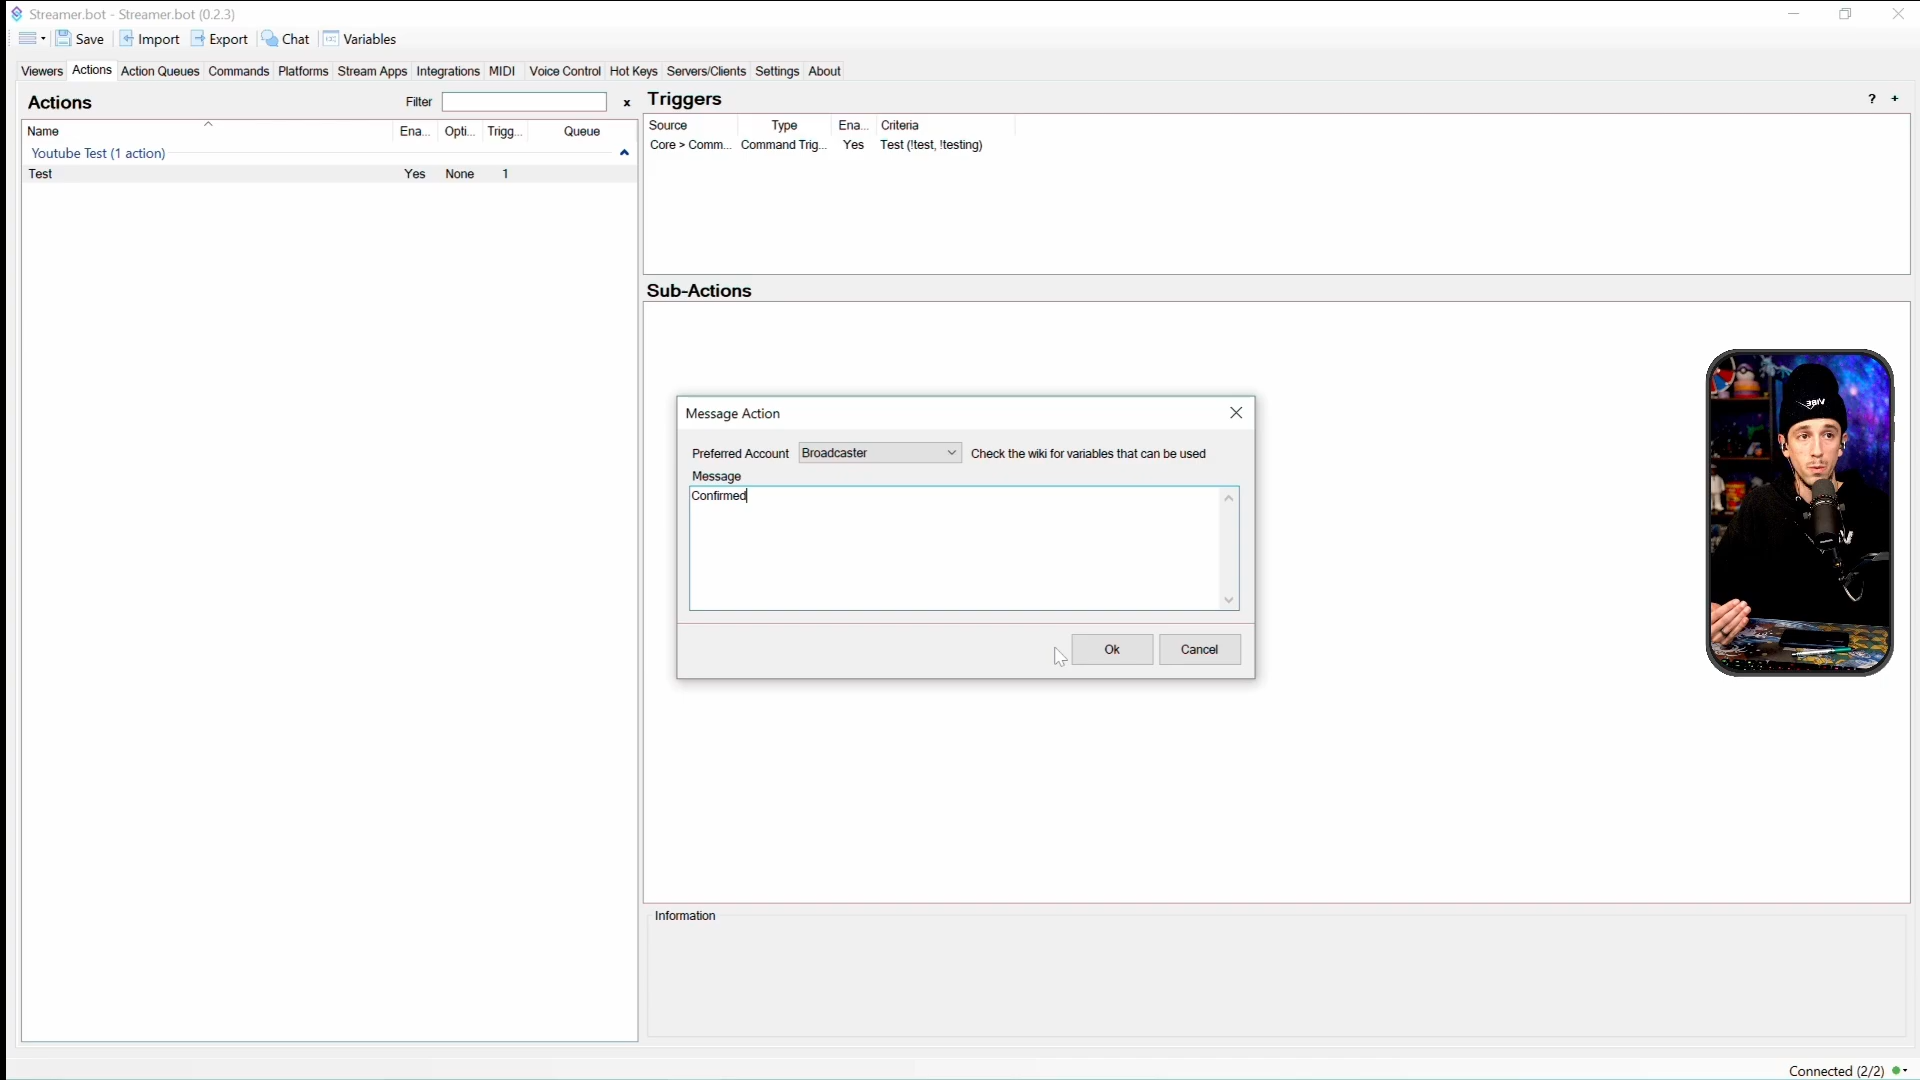 Streamer.bot - Streamer.bot (0.2.3)
Save Import Export Chat Variables
Viewers Actions Action Queues Commands Platforms Stream Apps Integrations MIDI Voice Control Hot Keys Servers/Clients Settings About
Actions Filter x
Name Ena... Opti... Trigg... Queue
Youtube Test (1 action)
Test Yes None 1
Triggers ? +
Source Type Ena... Criteria
Core > Comm... Command Trig... Yes Test (!test, !testing)
Sub-Actions
Message Action
Preferred Account Broadcaster Check the wiki for variables that can be used
Message
Confirmed
Ok Cancel
VIBE
Information
Connected (2/2)